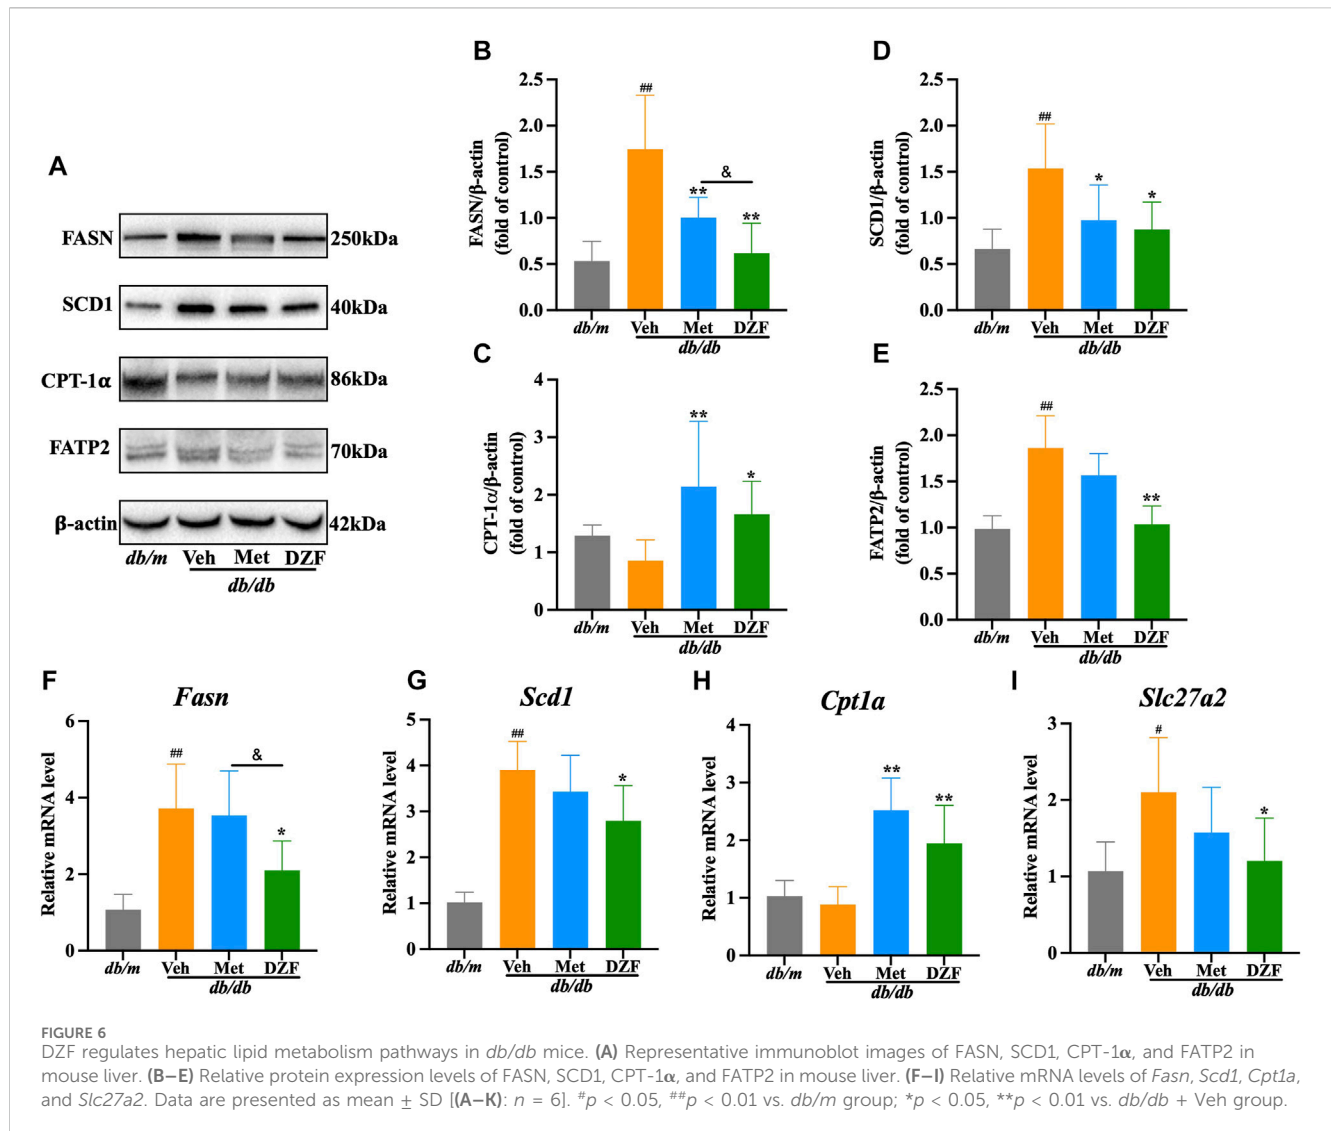 A
FASN 250kDa
SCD1 40kDa
CPT-1α 86kDa
FATP2 70kDa
β-actin 42kDa
db/m Veh Met DZF
db/db
B
FASN/β-actin
(fold of control)
2.5
2.0
1.5
1.0
0.5
0.0
##
**
&
**
db/m Veh Met DZF
db/db
D
SCD1/β-actin
(fold of control)
2.5
2.0
1.5
1.0
0.5
0.0
##
*
*
db/m Veh Met DZF
db/db
C
CPT-1α/β-actin
(fold of control)
4
3
2
1
0
**
*
db/m Veh Met DZF
db/db
E
FATP2/β-actin
(fold of control)
2.5
2.0
1.5
1.0
0.5
0.0
##
**
db/m Veh Met DZF
db/db
F
Fasn
Relative mRNA level
6
4
2
0
##
&
*
db/m Veh Met DZF
db/db
G
Scd1
Relative mRNA level
5
4
3
2
1
0
##
*
db/m Veh Met DZF
db/db
H
Cpt1a
Relative mRNA level
4
3
2
1
0
**
**
db/m Veh Met DZF
db/db
I
Slc27a2
Relative mRNA level
3
2
1
0
#
*
db/m Veh Met DZF
db/db
FIGURE 6
DZF regulates hepatic lipid metabolism pathways in db/db mice. (A) Representative immunoblot images of FASN, SCD1, CPT-1α, and FATP2 in
mouse liver. (B–E) Relative protein expression levels of FASN, SCD1, CPT-1α, and FATP2 in mouse liver. (F–I) Relative mRNA levels of Fasn, Scd1, Cpt1a,
and Slc27a2. Data are presented as mean ± SD [(A–K): n = 6]. #p < 0.05, ##p < 0.01 vs. db/m group; *p < 0.05, **p < 0.01 vs. db/db + Veh group.